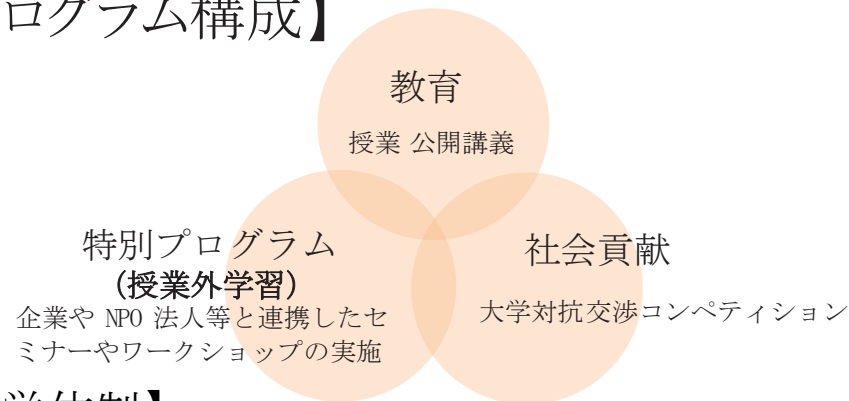 ログラム構成】
教育
授業 公開講義
特別プログラム
(授業外学習)
企業や NPO 法人等と連携したセ
ミナーやワークショップの実施
社会貢献
大学対抗交渉コンペティション